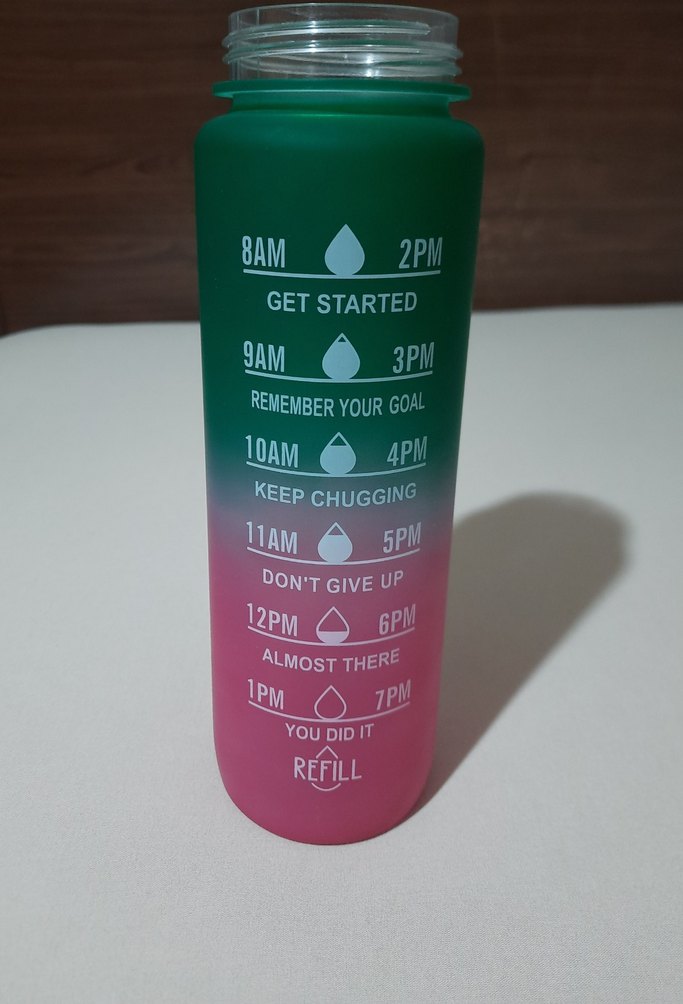 8AM 2PM
GET STARTED
9AM 3PM
REMEMBER YOUR GOAL
10AM 4PM
KEEP CHUGGING
11AM 5PM
DON'T GIVE UP
12PM 6PM
ALMOST THERE
1PM 7PM
YOU DID IT
REFILL